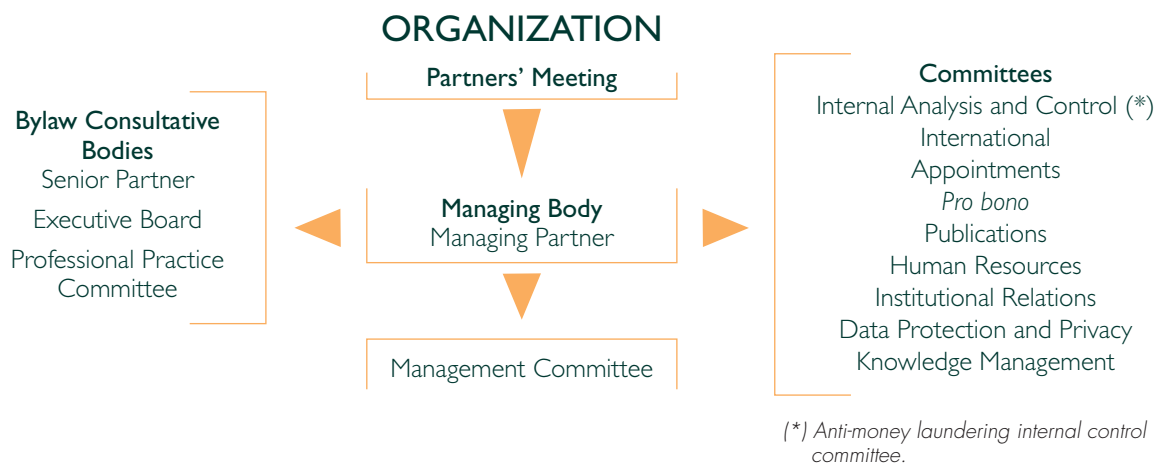 ORGANIZATION
Partners’ Meeting
Bylaw Consultative
Bodies
Senior Partner
Executive Board
Professional Practice
Committee
Managing Body
Managing Partner
Management Committee
Committees
Internal Analysis and Control (*)
International
Appointments
Pro bono
Publications
Human Resources
Institutional Relations
Data Protection and Privacy
Knowledge Management
(*) Anti-money laundering internal control
committee.